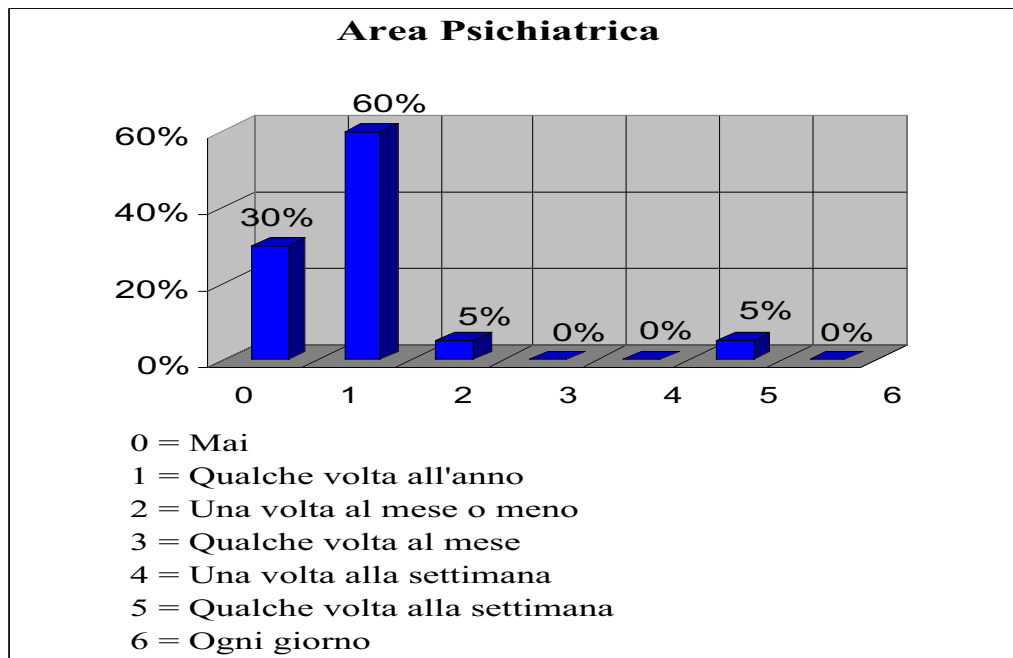 Area Psichiatrica
60%
60%
40%
30%
20%
5%
5%
0%
0%
0%
0%
0 1 2 3 4 5 6
0 = Mai
1 = Qualche volta all'anno
2 = Una volta al mese o meno
3 = Qualche volta al mese
4 = Una volta alla settimana
5 = Qualche volta alla settimana
6 = Ogni giorno